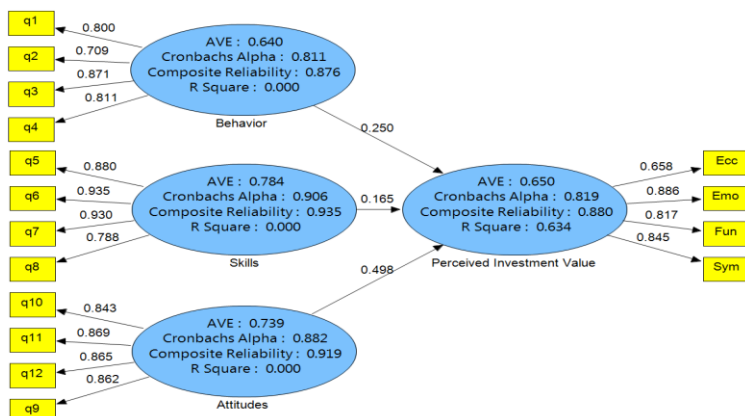 q1
0.800
q2
0.709
q3
0.871
q4
0.811
AVE : 0.640
Cronbachs Alpha : 0.811
Composite Reliability : 0.876
R Square : 0.000
Behavior
0.250
q5
0.880
q6
0.935
q7
0.930
q8
0.788
AVE : 0.784
Cronbachs Alpha : 0.906
Composite Reliability : 0.935
R Square : 0.000
Skills
0.165
q10
0.843
q11
0.869
q12
0.865
q9
0.862
AVE : 0.739
Cronbachs Alpha : 0.882
Composite Reliability : 0.919
R Square : 0.000
Attitudes
0.498
AVE : 0.650
Cronbachs Alpha : 0.819
Composite Reliability : 0.880
R Square : 0.634
Perceived Investment Value
0.658
Ecc
0.886
Emo
0.817
Fun
0.845
Sym